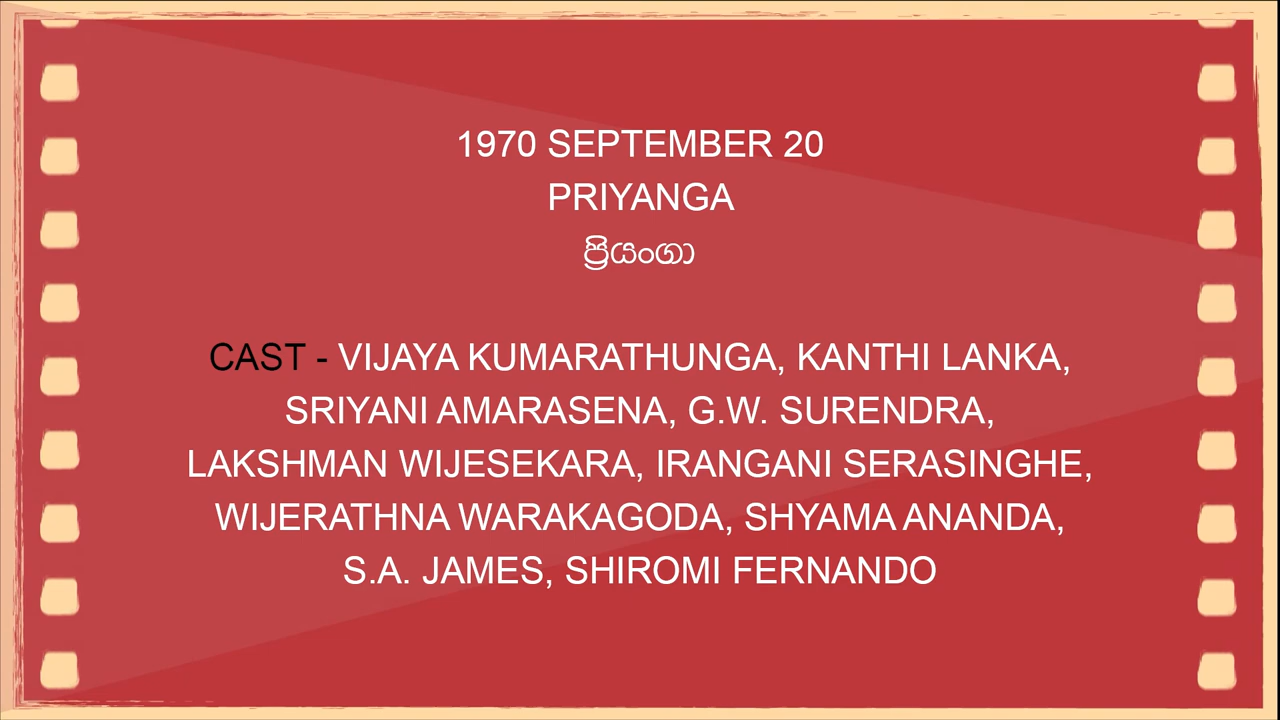 1970 SEPTEMBER 20
PRIYANGA
ප්‍රියංගා
CAST - VIJAYA KUMARATHUNGA, KANTHI LANKA,
SRIYANI AMARASENA, G.W. SURENDRA,
LAKSHMAN WIJESEKARA, IRANGANI SERASINGHE,
WIJERATHNA WARAKAGODA, SHYAMA ANANDA,
S.A. JAMES, SHIROMI FERNANDO